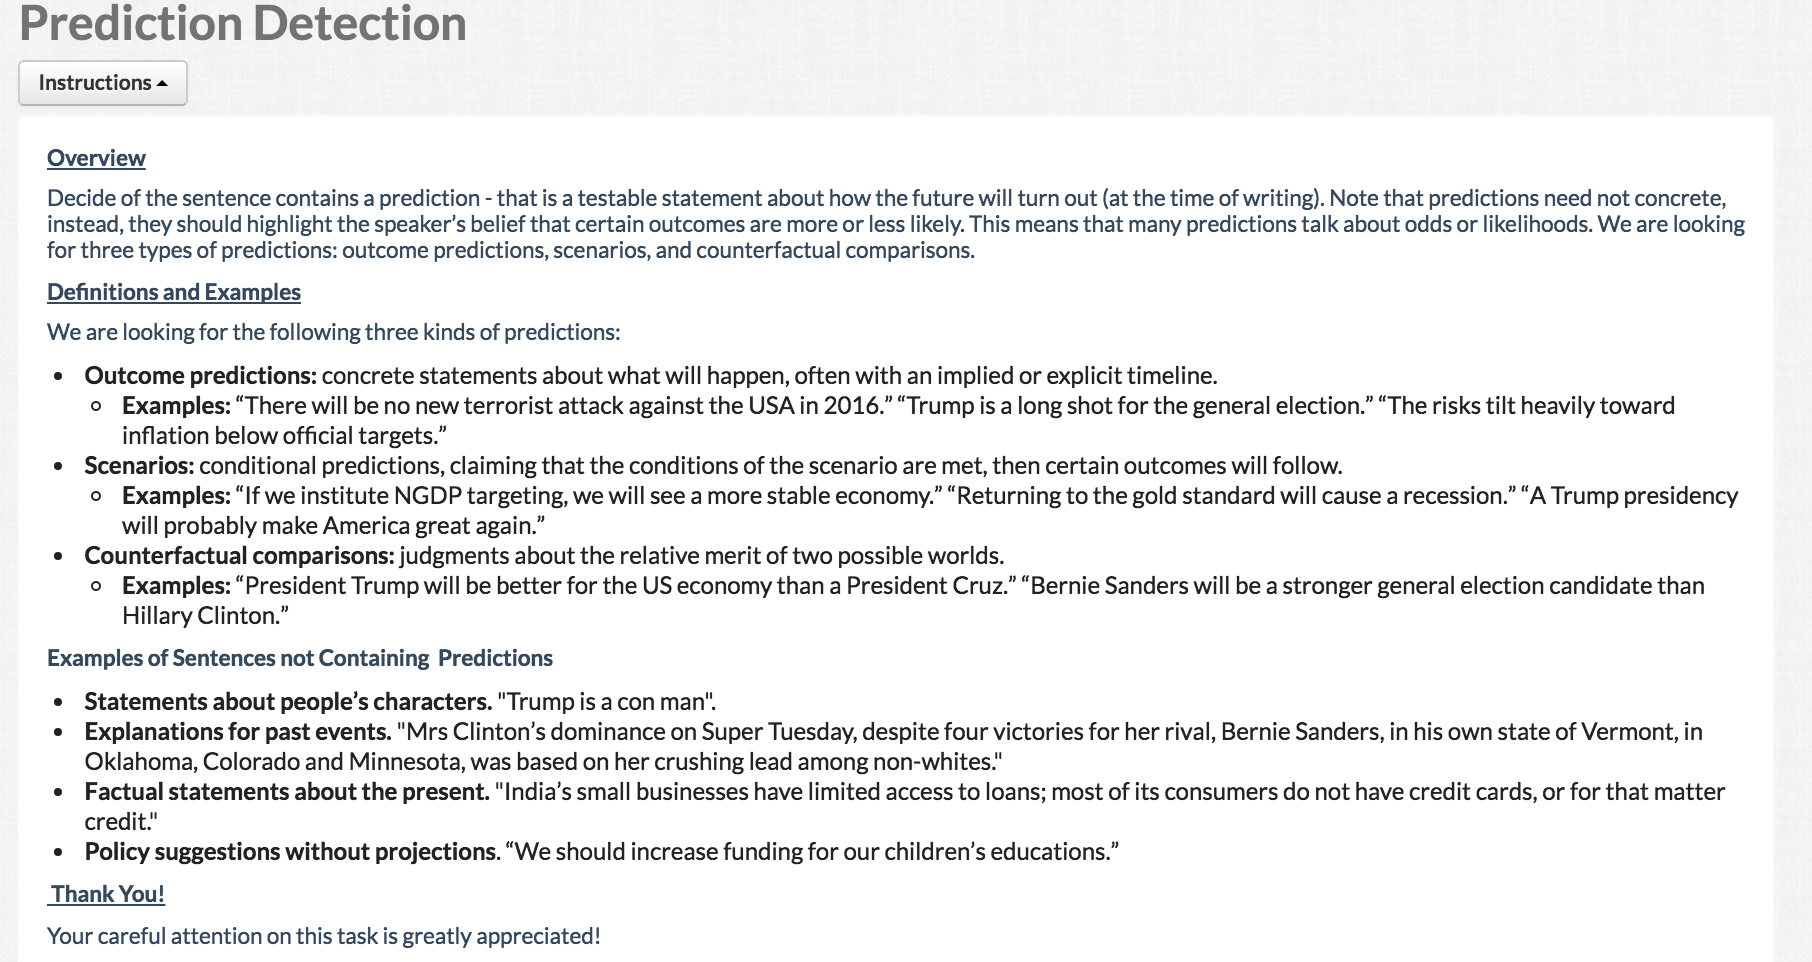 Prediction Detection
Instructions
Overview
Decide of the sentence contains a prediction - that is a testable statement about how the future will turn out (at the time of writing). Note that predictions need not concrete,
instead, they should highlight the speaker’s belief that certain outcomes are more or less likely. This means that many predictions talk about odds or likelihoods. We are looking
for three types of predictions: outcome predictions, scenarios, and counterfactual comparisons.
Definitions and Examples
We are looking for the following three kinds of predictions:
• Outcome predictions: concrete statements about what will happen, often with an implied or explicit timeline.
○ Examples: “There will be no new terrorist attack against the USA in 2016.” “Trump is a long shot for the general election.” “The risks tilt heavily toward
inflation below official targets.”
• Scenarios: conditional predictions, claiming that the conditions of the scenario are met, then certain outcomes will follow.
○ Examples: “If we institute NGDP targeting, we will see a more stable economy.” “Returning to the gold standard will cause a recession.” “A Trump presidency
will probably make America great again.”
• Counterfactual comparisons: judgments about the relative merit of two possible worlds.
○ Examples: “President Trump will be better for the US economy than a President Cruz.” “Bernie Sanders will be a stronger general election candidate than
Hillary Clinton.”
Examples of Sentences not Containing  Predictions
• Statements about people’s characters. "Trump is a con man".
• Explanations for past events. "Mrs Clinton’s dominance on Super Tuesday, despite four victories for her rival, Bernie Sanders, in his own state of Vermont, in
Oklahoma, Colorado and Minnesota, was based on her crushing lead among non-whites."
• Factual statements about the present. "India’s small businesses have limited access to loans; most of its consumers do not have credit cards, or for that matter
credit."
• Policy suggestions without projections. “We should increase funding for our children’s educations.”
Thank You!
Your careful attention on this task is greatly appreciated!